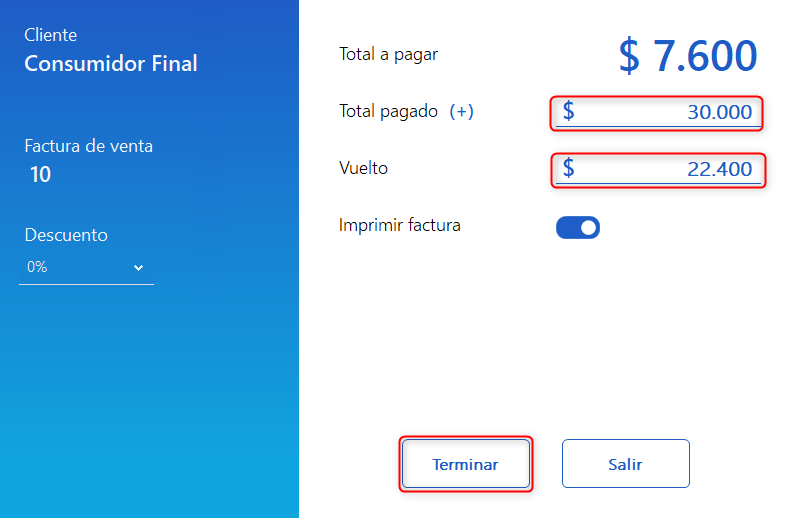 Cliente
Consumidor Final
Factura de venta
10
Descuento
0%
Total a pagar $ 7.600
Total pagado (+) $ 30.000
Vuelto $ 22.400
Imprimir factura
Terminar Salir